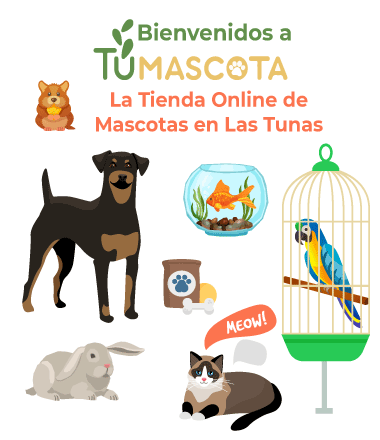 Bienvenidos a
TUMASCOTA
La Tienda Online de
Mascotas en Las Tunas
MEOW!